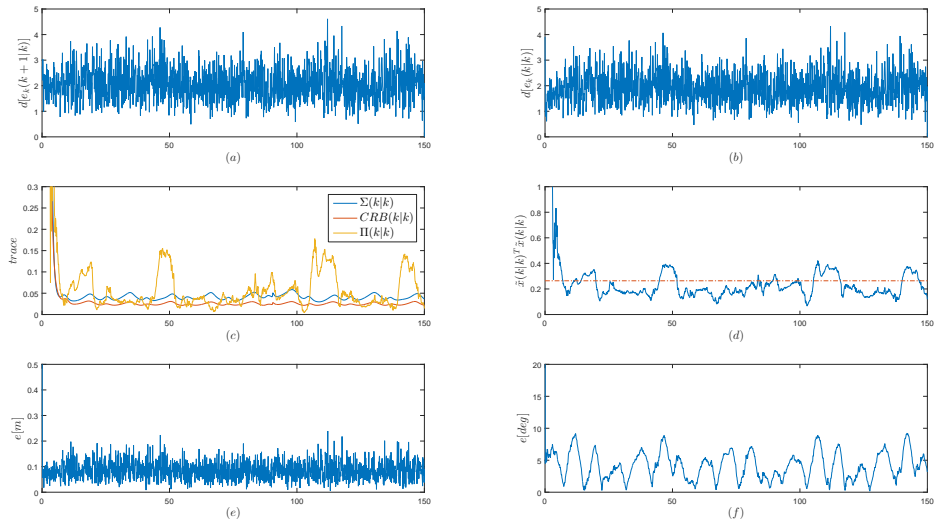 5
5
4
4
3
3
2
2
1
1
0
0
0 50 100 150
0 50 100 150
d[e_k(k+1|k)]
d[e_k(k|k)]
(a)
(b)
0.3
0.25
0.2
0.15
0.1
0.05
0
0 50 100 150
trace
Σ(k|k)
CRB(k|k)
Π(k|k)
(c)
1
0.8
0.6
0.4
0.2
0
0 50 100 150
x̃(k|k)^T x̃(k|k)
(d)
0.5
0.4
0.3
0.2
0.1
0
0 50 100 150
e[m]
(e)
20
15
10
5
0
0 50 100 150
e[deg]
(f)